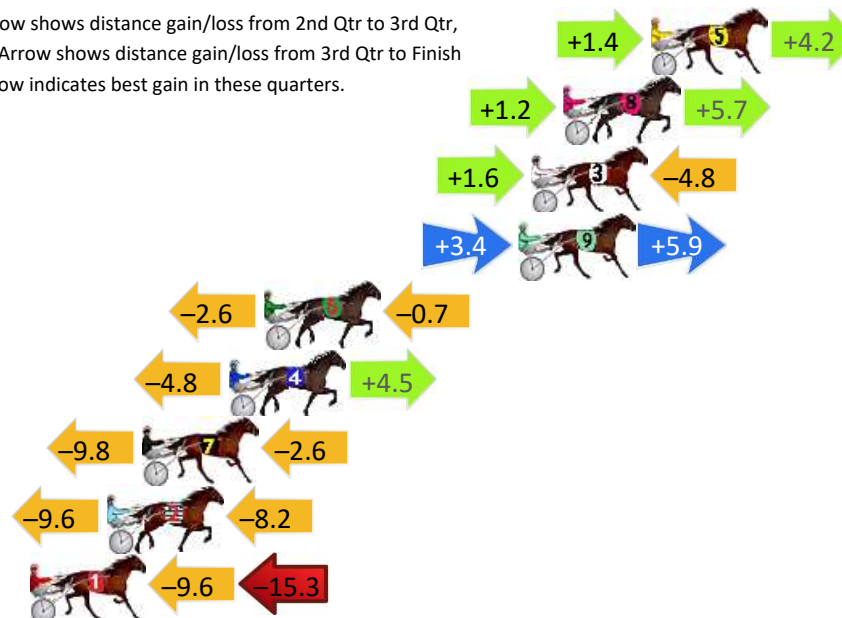 ow shows distance gain/loss from 2nd Qtr to 3rd Qtr,
Arrow shows distance gain/loss from 3rd Qtr to Finish
ow indicates best gain in these quarters.
+1.4 5 +4.2
+1.2 8 +5.7
+1.6 3 –4.8
+3.4 9 +5.9
–2.6 –0.7
–4.8 4 +4.5
–9.8 7 –2.6
–9.6 2 –8.2
1 –9.6 –15.3